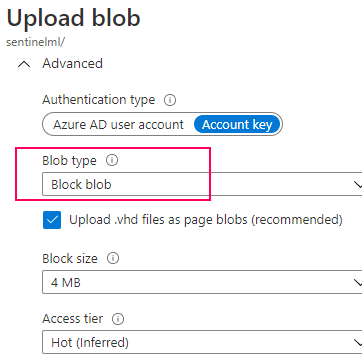 Upload blob
sentinelml/
Advanced
Authentication type
Azure AD user account Account key
Blob type
Block blob
Upload .vhd files as page blobs (recommended)
Block size
4 MB
Access tier
Hot (Inferred)